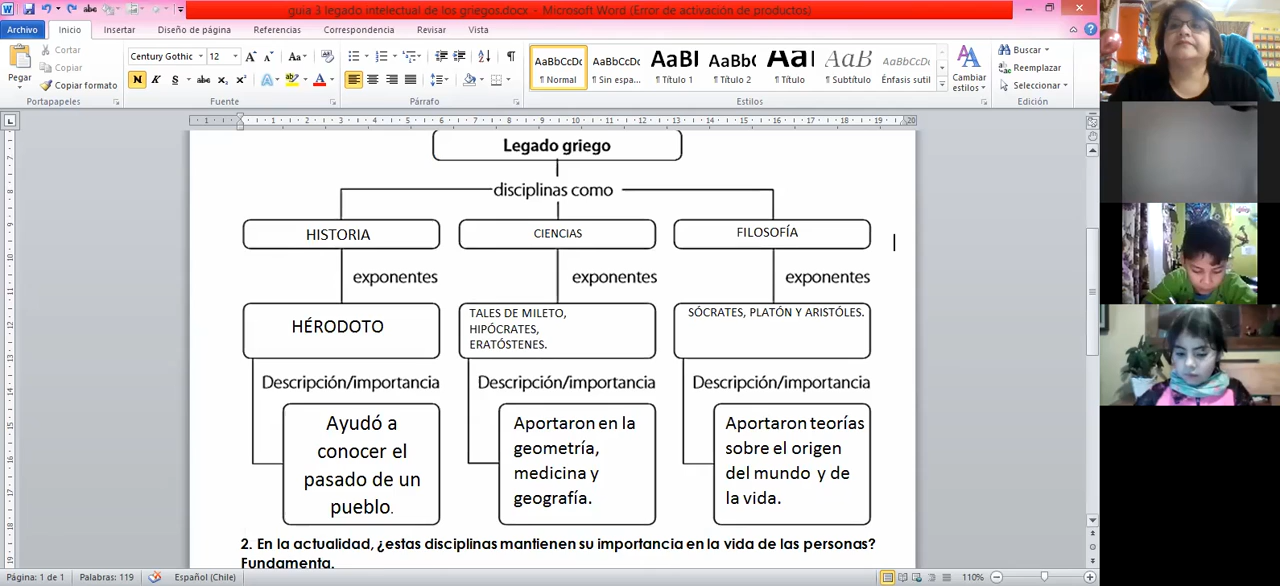 guia 3 legado intelectual de los griegos.docx - Microsoft Word (Error de activación de productos)
Archivo Inicio Insertar Diseño de página Referencias Correspondencia Revisar Vista
Pegar
Cortar
Copiar
Copiar formato
Portapapeles
Century Gothic 12
Fuente
Párrafo
AaBbCcDc AaBbCcDc AaBl AaBbC AaI AaB AaBbCcDc
¶ Normal ¶ Sin espa... ¶ Título 1 ¶ Título 2 ¶ Título ¶ Subtítulo Énfasis sutil
Estilos
Cambiar
estilos
Buscar
Reemplazar
Seleccionar
Edición
Legado griego
disciplinas como
HISTORIA CIENCIAS FILOSOFÍA
exponentes exponentes exponentes
HÉRODOTO
TALES DE MILETO,
HIPÓCRATES,
ERATÓSTENES.
SÓCRATES, PLATÓN Y ARISTÓLES.
Descripción/importancia Descripción/importancia Descripción/importancia
Ayudó a
conocer el
pasado de un
pueblo.
Aportaron en la
geometría,
medicina y
geografía.
Aportaron teorías
sobre el origen
del mundo y de
la vida.
2. En la actualidad, ¿estas disciplinas mantienen su importancia en la vida de las personas?
Fundamenta.
Página: 1 de 1 Palabras: 119 Español (Chile) 110%